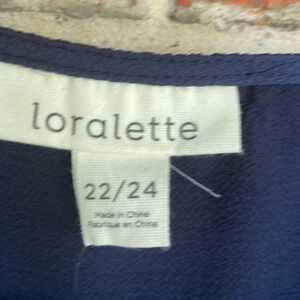 loralette
22/24
Made in China
Fabriqué en Chine